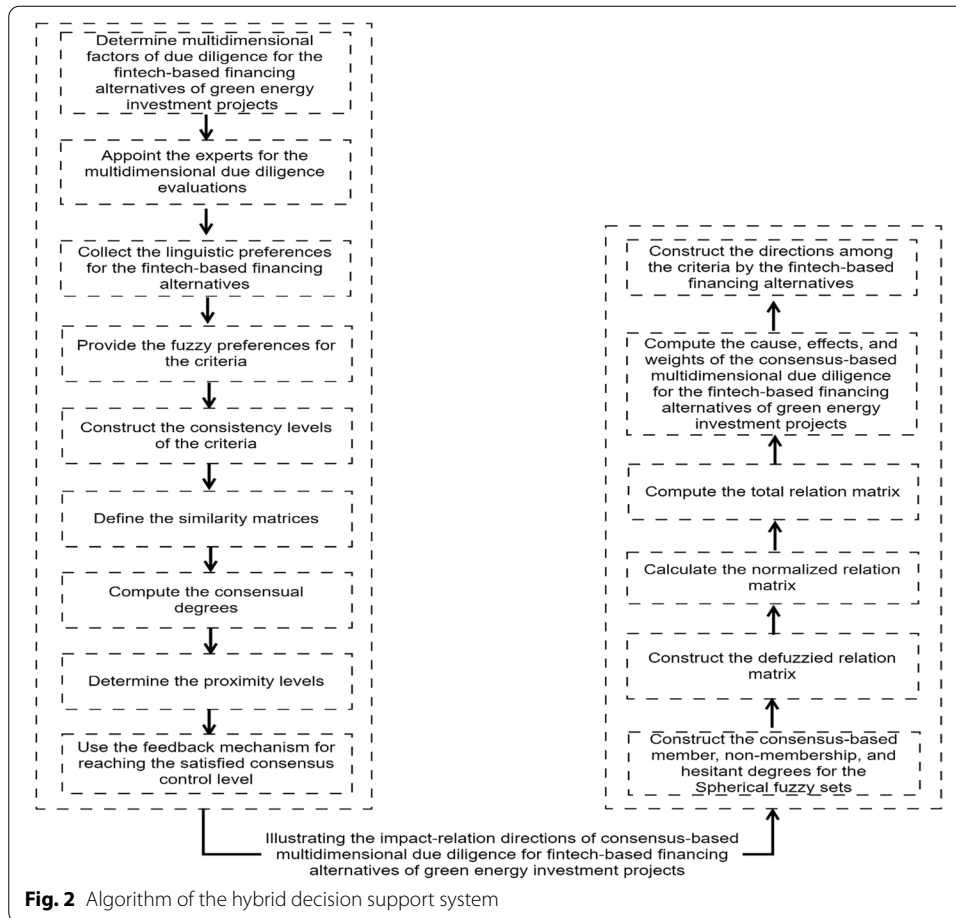 Determine multidimensional
factors of due diligence for the
fintech-based financing
alternatives of green energy
investment projects
Appoint the experts for the
multidimensional due diligence
evaluations
Collect the linguistic preferences
for the fintech-based financing
alternatives
Provide the fuzzy preferences for
the criteria
Construct the consistency levels
of the criteria
Define the similarity matrices
Compute the consensual
degrees
Determine the proximity levels
Use the feedback mechanism for
reaching the satisfied consensus
control level
Illustrating the impact-relation directions of consensus-based
multidimensional due diligence for fintech-based financing
alternatives of green energy investment projects
Construct the consensus-based
member, non-membership, and
hesitant degrees for the
Spherical fuzzy sets
Construct the defuzzied relation
matrix
Calculate the normalized relation
matrix
Compute the total relation matrix
Compute the cause, effects, and
weights of the consensus-based
multidimensional due diligence
for the fintech-based financing
alternatives of green energy
investment projects
Construct the directions among
the criteria by the fintech-based
financing alternatives
Fig. 2 Algorithm of the hybrid decision support system